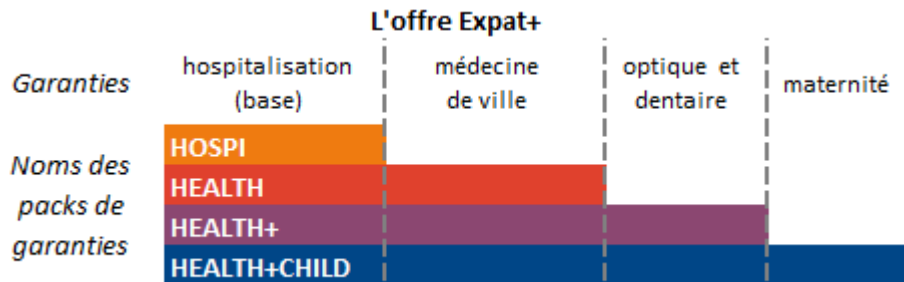 L'offre Expat+
Garanties
hospitalisation
(base)
médecine
de ville
optique et
dentaire
maternité
Noms des
packs de
garanties
HOSPI
HEALTH
HEALTH+
HEALTH+CHILD